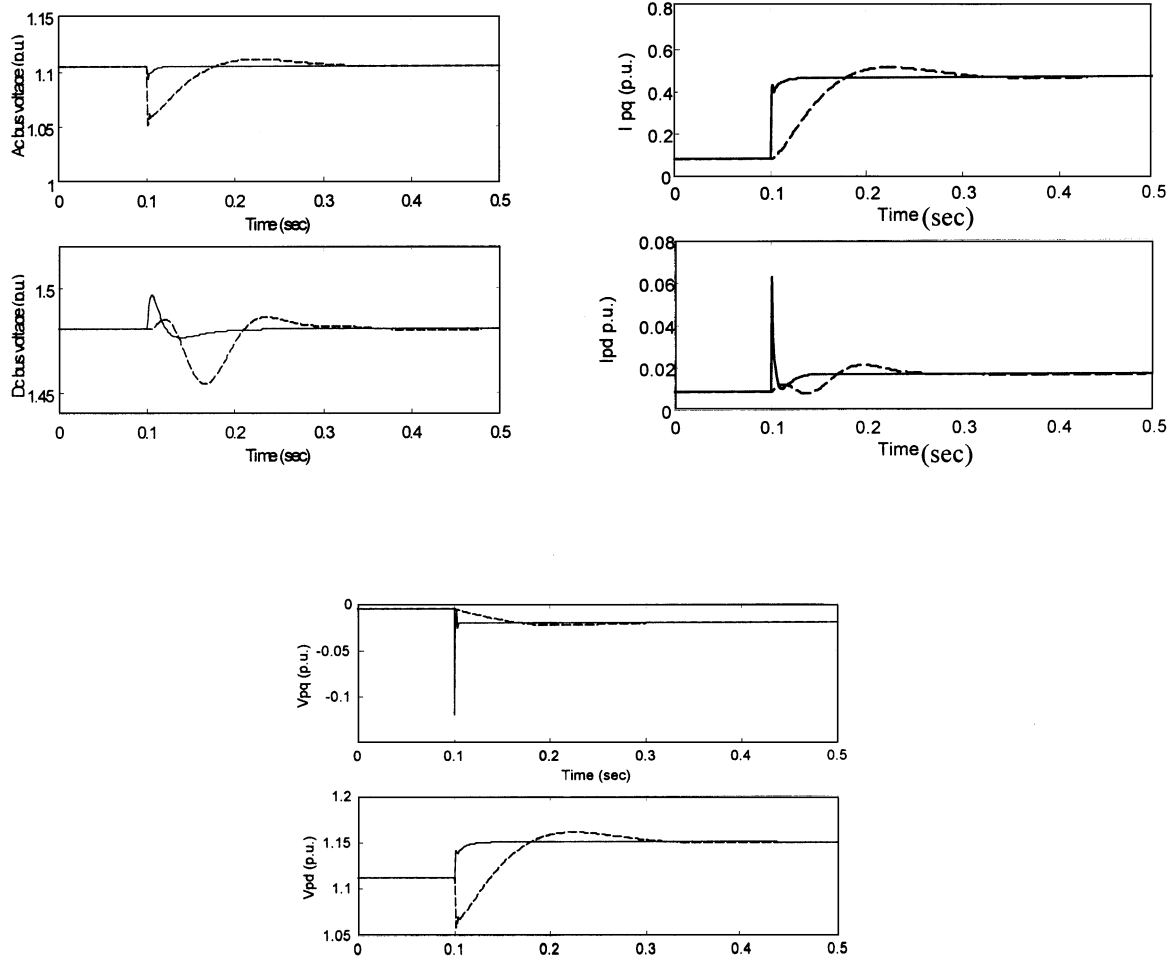 1.15
1.1
1.05
1
Ac bus voltage (p.u.)
0 0.1 0.2 0.3 0.4 0.5
Time (sec)
1.5
1.45
Dc bus voltage (p.u.)
0 0.1 0.2 0.3 0.4 0.5
Time (sec)
0.8
0.6
0.4
0.2
0
I pq (p.u.)
0 0.1 0.2 0.3 0.4 0.5
Time (sec)
0.08
0.06
0.04
0.02
0
Ipd p.u.)
0 0.1 0.2 0.3 0.4 0.5
Time (sec)
0
-0.05
-0.1
Vpq (p.u.)
0 0.1 0.2 0.3 0.4 0.5
Time (sec)
1.2
1.15
1.1
1.05
Vpd (p.u.)
0 0.1 0.2 0.3 0.4 0.5